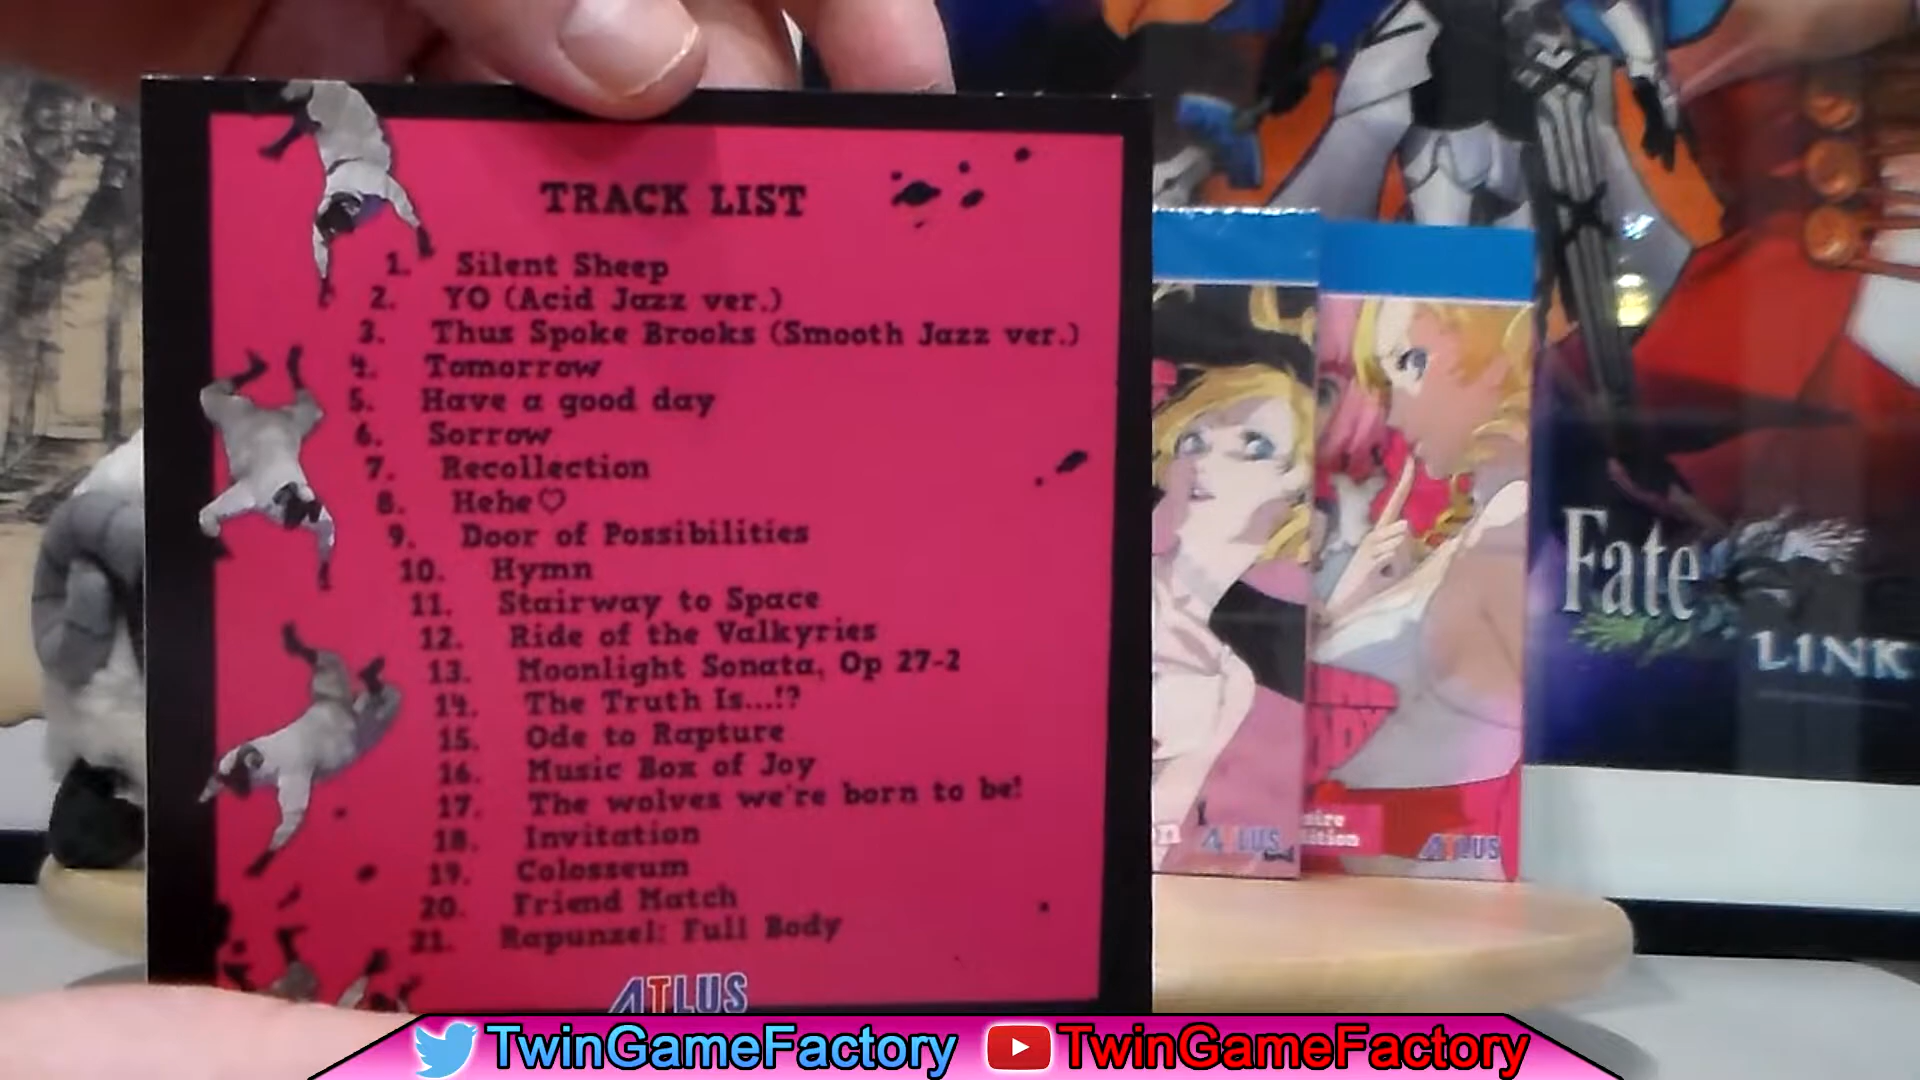 TRACK LIST
1. Silent Sheep
2. YO (Acid Jazz ver.)
3. Thus Spoke Brooks (Smooth Jazz ver.)
4. Tomorrow
5. Have a good day
6. Sorrow
7. Recollection
8. Hehe♡
9. Door of Possibilities
10. Hymn
11. Stairway to Space
12. Ride of the Valkyries
13. Moonlight Sonata, Op 27-2
14. The Truth Is...!?
15. Ode to Rapture
16. Music Box of Joy
17. The wolves we're born to be!
18. Invitation
19. Colosseum
20. Friend Match
21. Rapunzel: Full Body
ATLUS
ATLUS
ATLUS
Fate
LINK
TwinGameFactory
TwinGameFactory